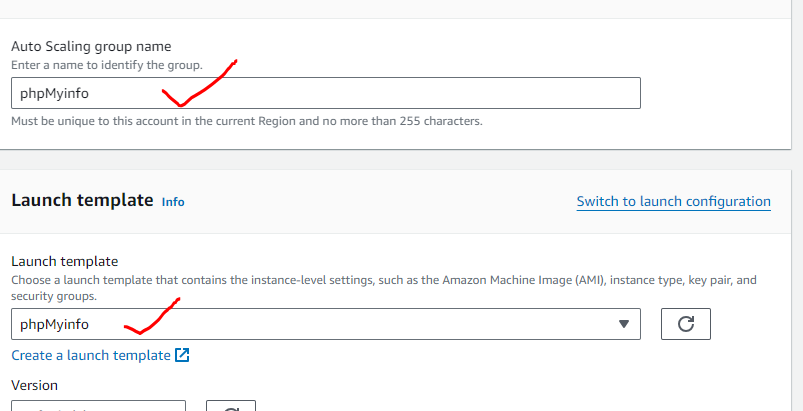 Auto Scaling group name
Enter a name to identify the group.
phpMyinfo
Must be unique to this account in the current Region and no more than 255 characters.
Launch template Info
Switch to launch configuration
Launch template
Choose a launch template that contains the instance-level settings, such as the Amazon Machine Image (AMI), instance type, key pair, and
security groups.
phpMyinfo
Create a launch template
Version